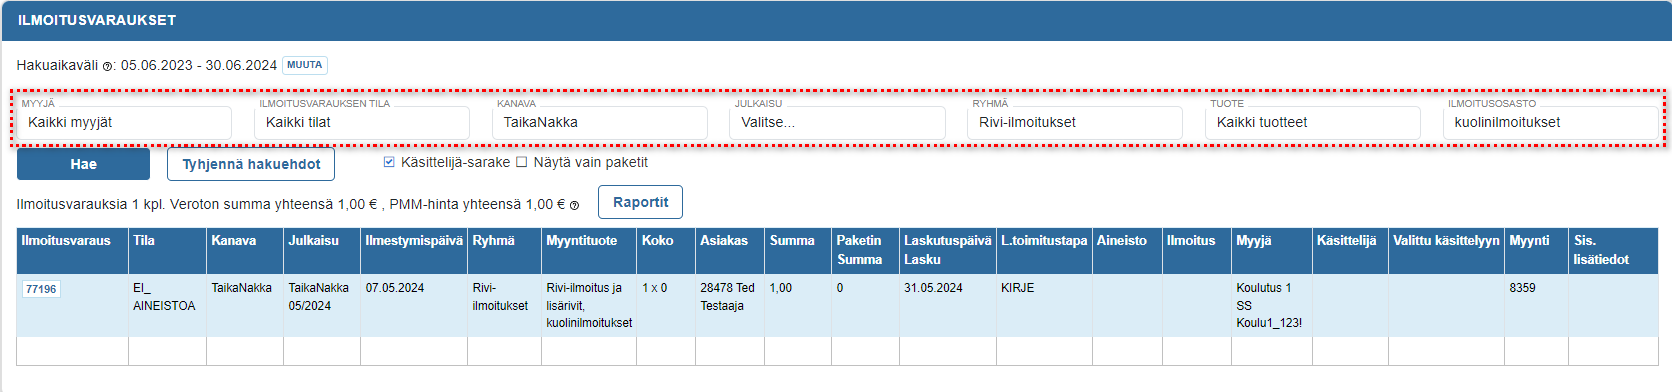 ILMOITUSVARAUKSET
Hakuaikaväli ?: 05.06.2023 - 30.06.2024 MUUTA
MYYJÄ ILMOITUSVARAUKSEN TILA KANAVA JULKAISU RYHMÄ TUOTE ILMOITUSOSASTO
Kaikki myyjät Kaikki tilat TaikaNakka Valitse... Rivi-ilmoitukset Kaikki tuotteet kuolinilmoitukset
Hae Tyhjennä hakuehdot Käsittelijä-sarake Näytä vain paketit
Ilmoitusvarauksia 1 kpl. Veroton summa yhteensä 1,00 € , PMM-hinta yhteensä 1,00 € ? Raportit
Ilmoitusvaraus Tila Kanava Julkaisu Ilmestymispäivä Ryhmä Myyntituote Koko Asiakas Summa Paketin Laskutuspäivä L.toimitustapa Aineisto Ilmoitus Myyjä Käsittelijä Valittu käsittelyyn Myynti Sis.
Summa Lasku lisätiedot
77196 EI_ TaikaNakka TaikaNakka 07.05.2024 Rivi- Rivi-ilmoitus ja 1 x 0 28478 Ted 1,00 0 31.05.2024 KIRJE Koulutus 1 8359
AINEISTOA 05/2024 ilmoitukset lisärivit, Testaaja SS
kuolinilmoitukset Koulu1_123!